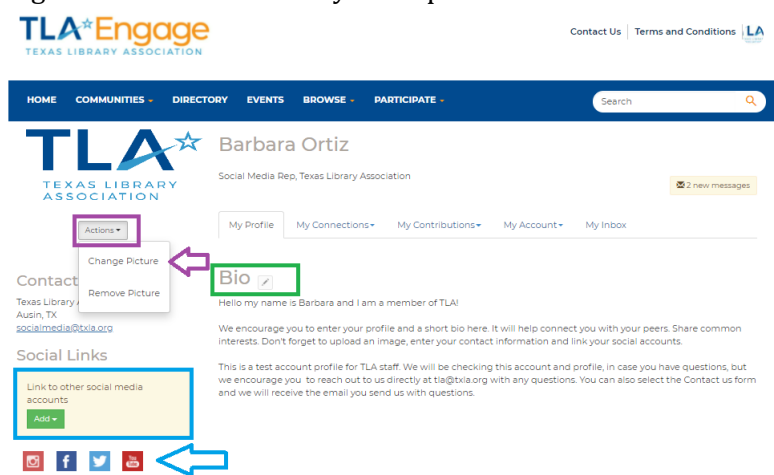 TLA Engage
TEXAS LIBRARY ASSOCIATION
Contact Us
Terms and Conditions
LA
HOME COMMUNITIES DIRECTORY EVENTS BROWSE PARTICIPATE
Search
TLA
TEXAS LIBRARY
ASSOCIATION
Barbara Ortiz
Social Media Rep, Texas Library Association
2 new messages
Actions
Change Picture
Remove Picture
My Profile My Connections My Contributions My Account My Inbox
Contact
Texas Library
Ausin, TX
socialmedia@txla.org
Social Links
Link to other social media
accounts
Add
You
Bio
Hello my name is Barbara and I am a member of TLA!
We encourage you to enter your profile and a short bio here. It will help connect you with your peers. Share common
interests. Don't forget to upload an image, enter your contact information and link your social accounts.
This is a test account profile for TLA staff. We will be checking this account and profile, in case you have questions, but
we encourage you to reach out to us directly at tla@txla.org with any questions. You can also select the Contact us form
and we will receive the email you send us with questions.